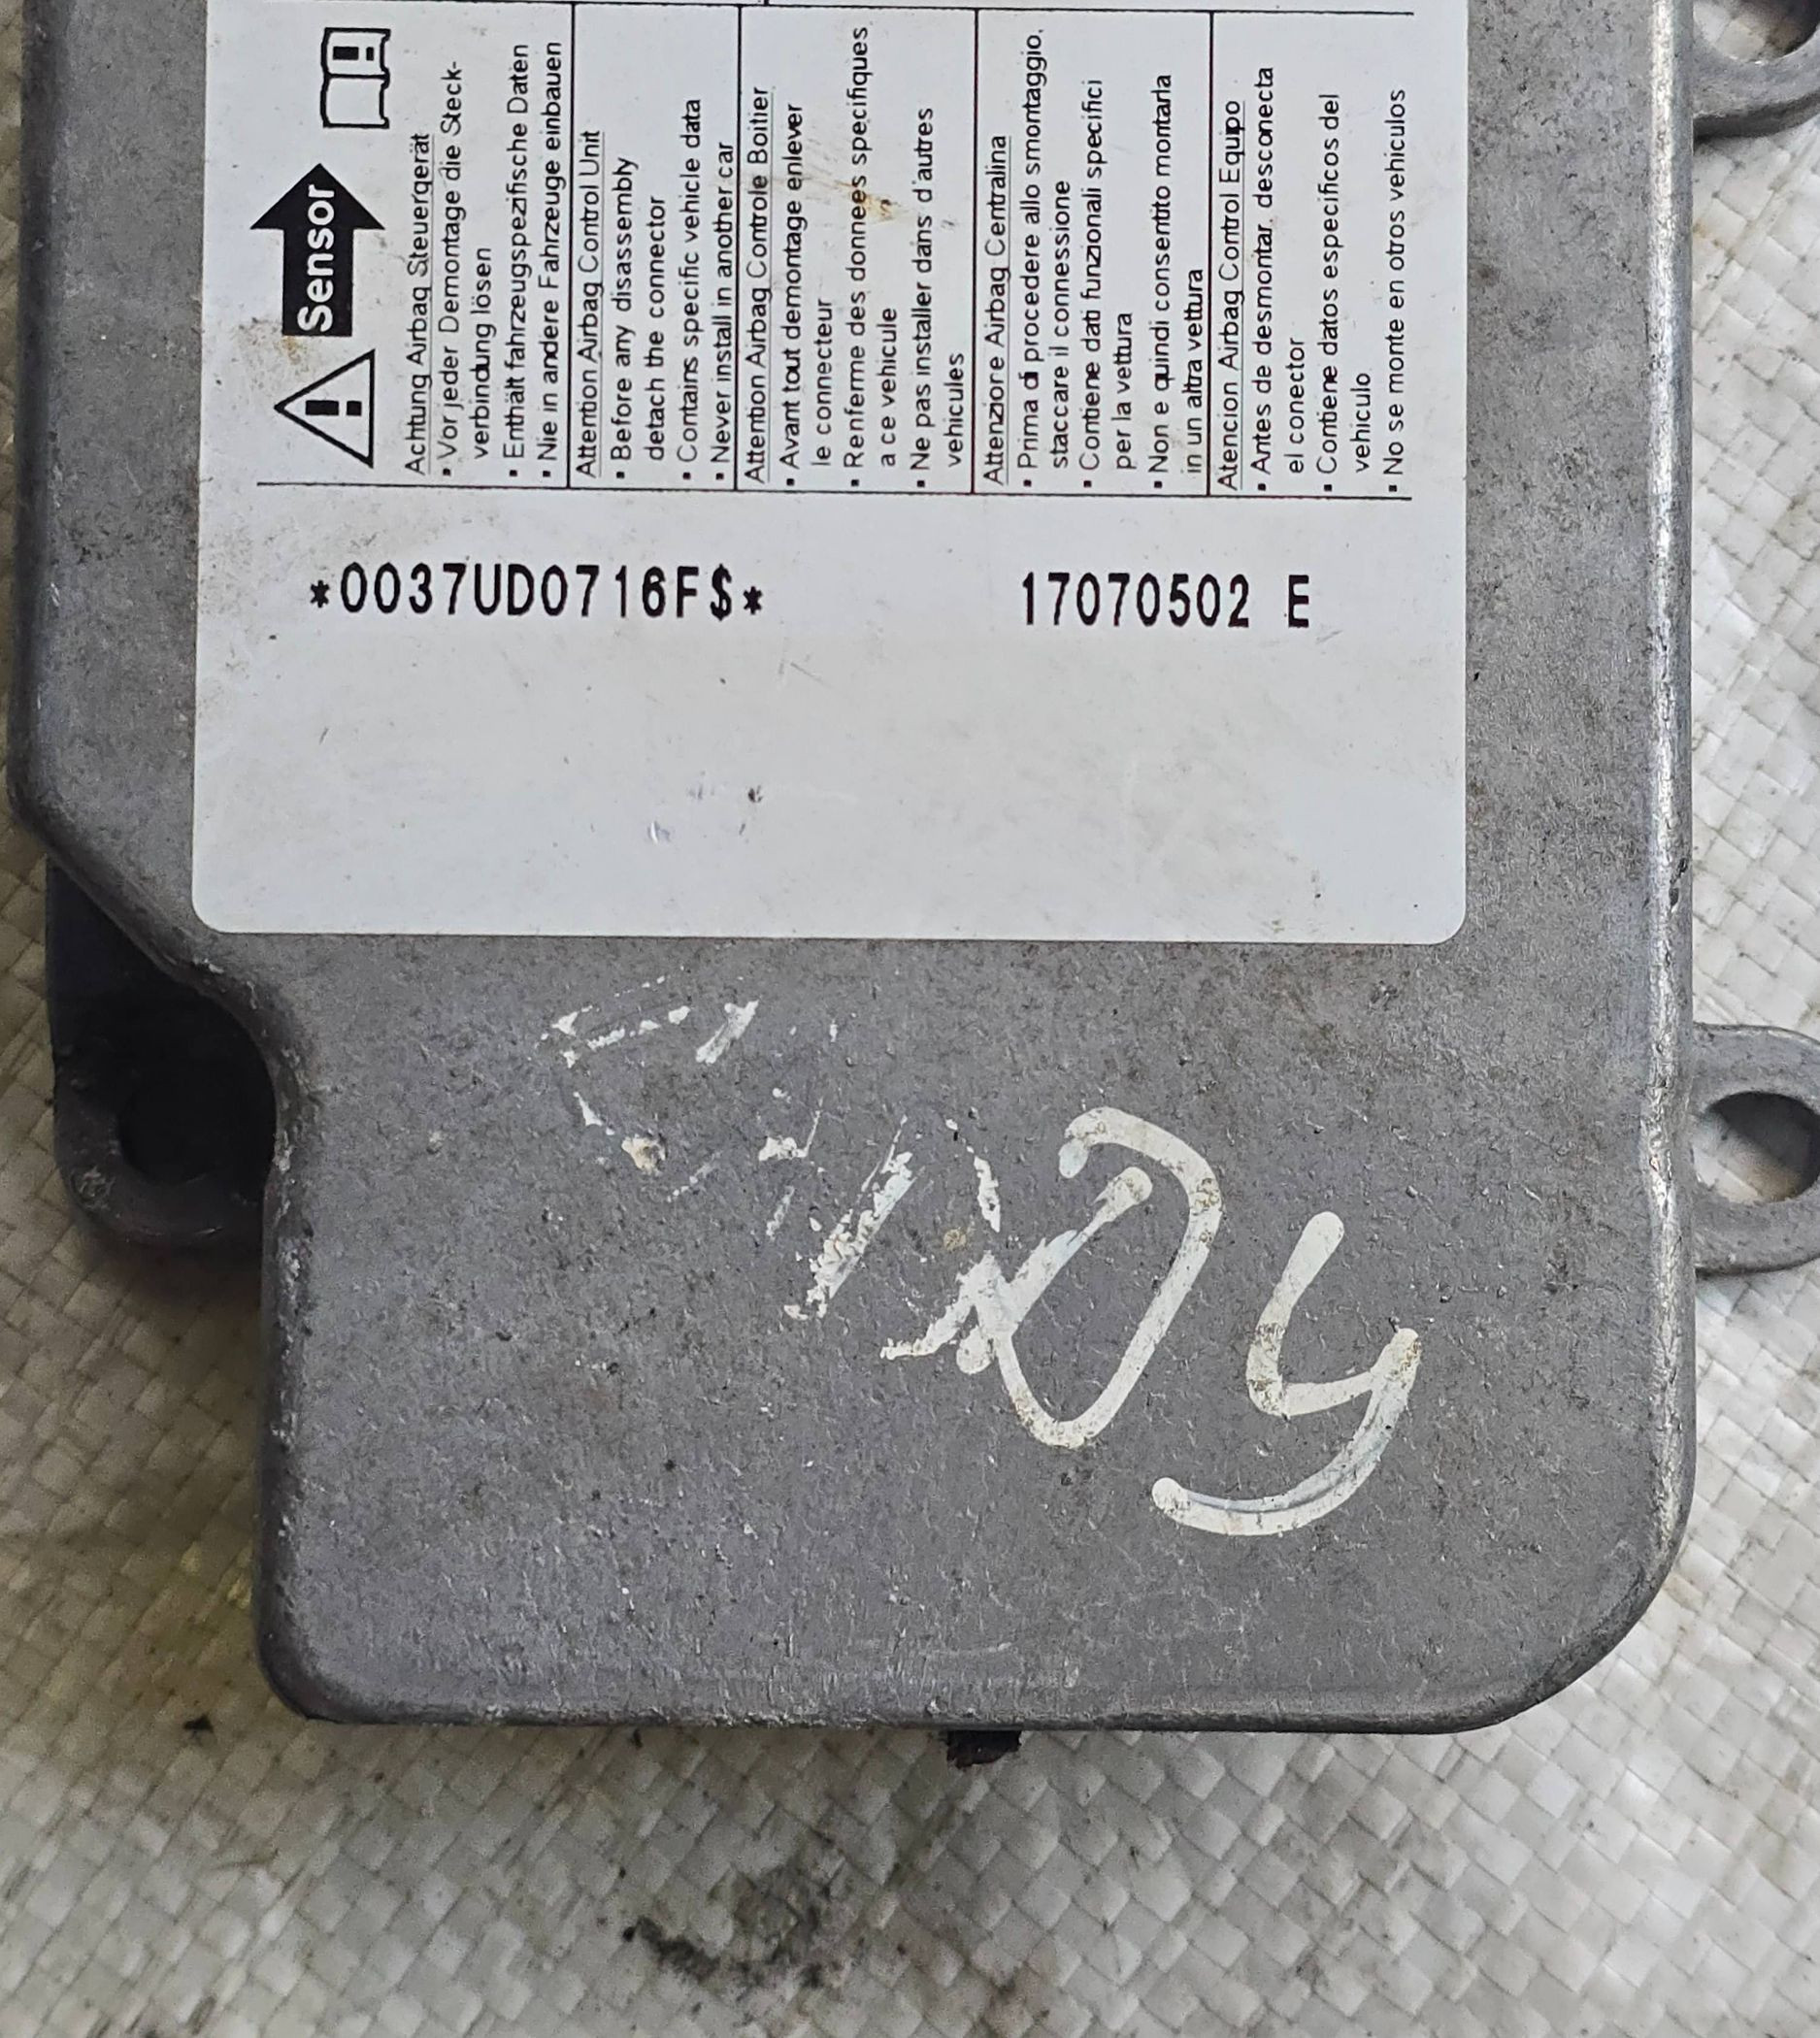 Sensor
Achtung Airbag Steuergerät
▪ Vor jeder Demontage die Steck-
verbindung lösen
▪ Enthält fahrzeugspezifische Daten
▪ Nie in andere Fahrzeuge einbauen
Attention Airbag Control Unit
▪ Before any disassembly
detach the connector
▪ Contains specific vehicle data
▪ Never install in another car
Attention Airbag Controle Boitier
▪ Avant tout demontage enlever
le connecteur
▪ Renferme des donnees specifiques
a ce vehicule
▪ Ne pas installer dans d'autres
vehicules
Attenzione Airbag Centralina
▪ Prima di procedere allo smontaggio,
staccare il connessione
▪ Contiene dati funzionali specifici
per la vettura
▪ Non e quindi consentito montarla
in un altra vettura
Atencion Airbag Control Equipo
▪ Antes de desmontar, desconecta
el conector
▪ Contiene datos especificos del
vehiculo
▪ No se monte en otros vehiculos
*0037UD0716F$*
17070502 E